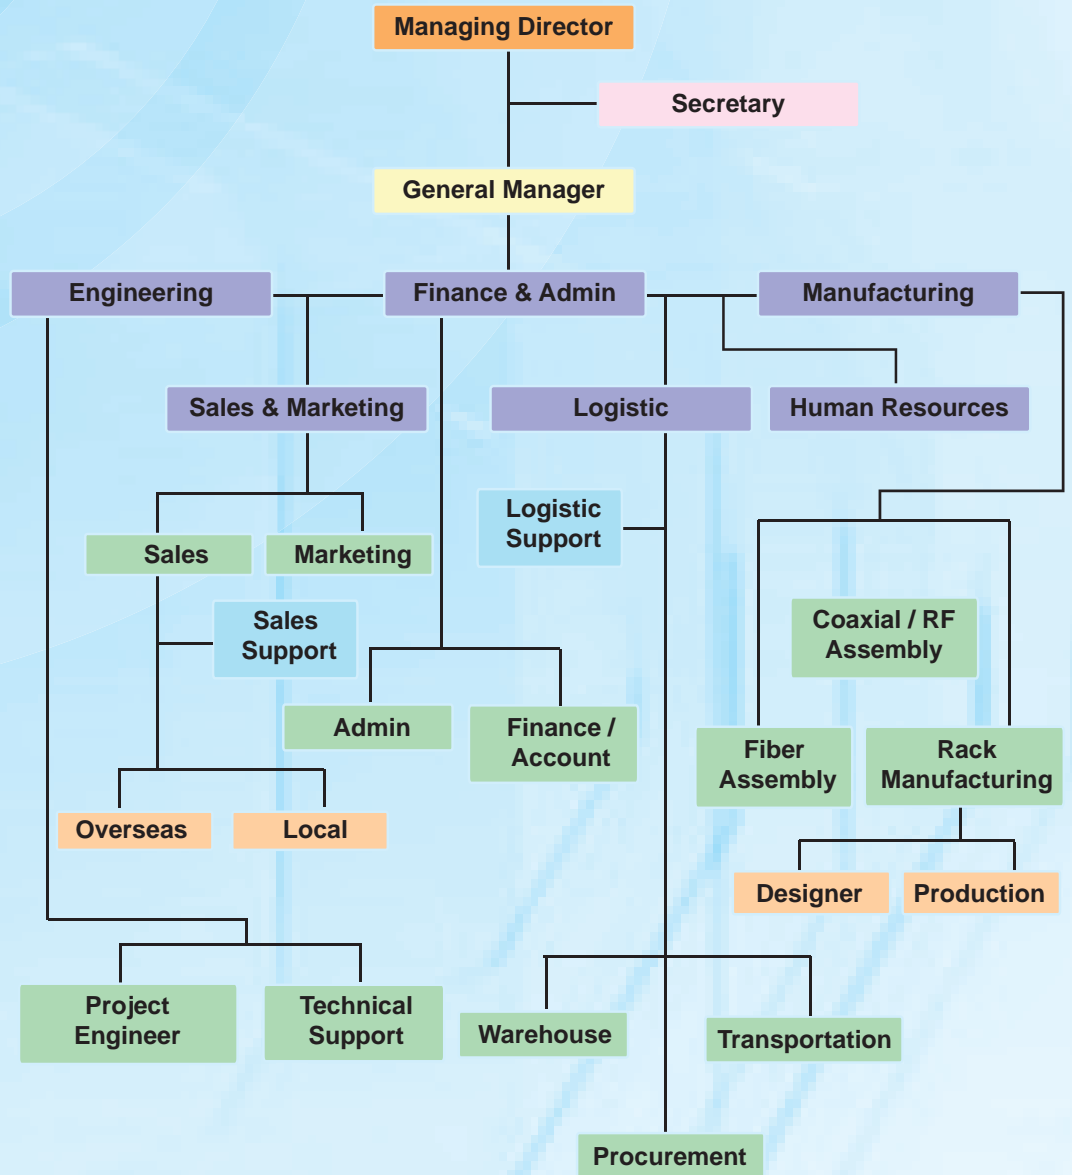 Managing Director
Secretary
General Manager
Engineering
Finance & Admin
Manufacturing
Sales & Marketing
Logistic
Human Resources
Logistic
Support
Sales
Marketing
Sales
Support
Coaxial / RF
Assembly
Admin
Finance /
Account
Fiber
Assembly
Rack
Manufacturing
Overseas
Local
Designer
Production
Project
Engineer
Technical
Support
Warehouse
Transportation
Procurement